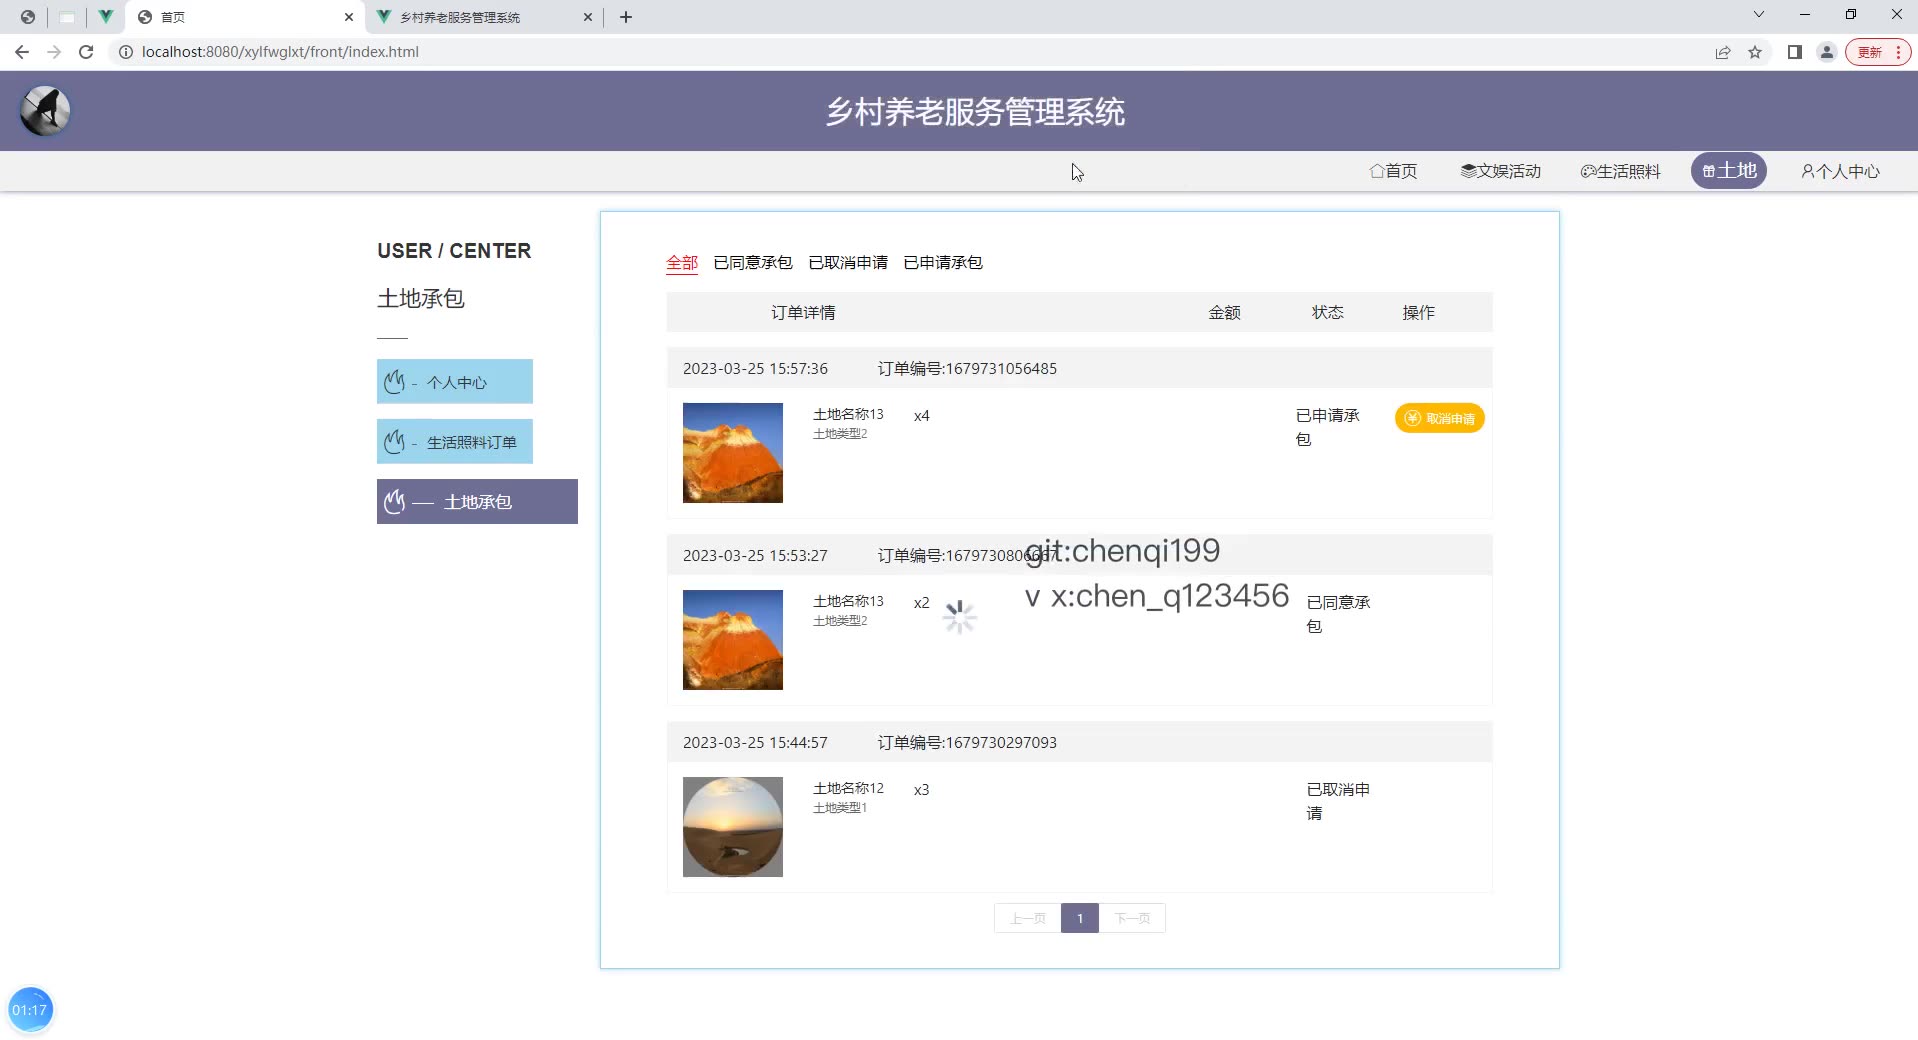 首页
乡村养老服务管理系统
localhost:8080/xylfwglxt/front/index.html
更新
乡村养老服务管理系统
首页
文娱活动
生活照料
土地
个人中心
USER / CENTER
土地承包
- 个人中心
- 生活照料订单
— 土地承包
全部 已同意承包 已取消申请 已申请承包
订单详情 金额 状态 操作
2023-03-25 15:57:36 订单编号:1679731056485
土地名称13 x4 已申请承包 取消申请
土地类型2
2023-03-25 15:53:27 订单编号:1679730806667
git:chenqi199
v x:chen_q123456
土地名称13 x2 已同意承包
土地类型2
2023-03-25 15:44:57 订单编号:1679730297093
土地名称12 x3 已取消申请
土地类型1
上一页 1 下一页
01:17